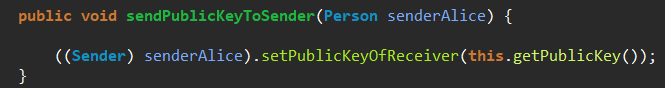 public void sendPublicKeyToSender(Person senderAlice) {
((Sender) senderAlice).setPublicKeyOfReceiver(this.getPublicKey());
}